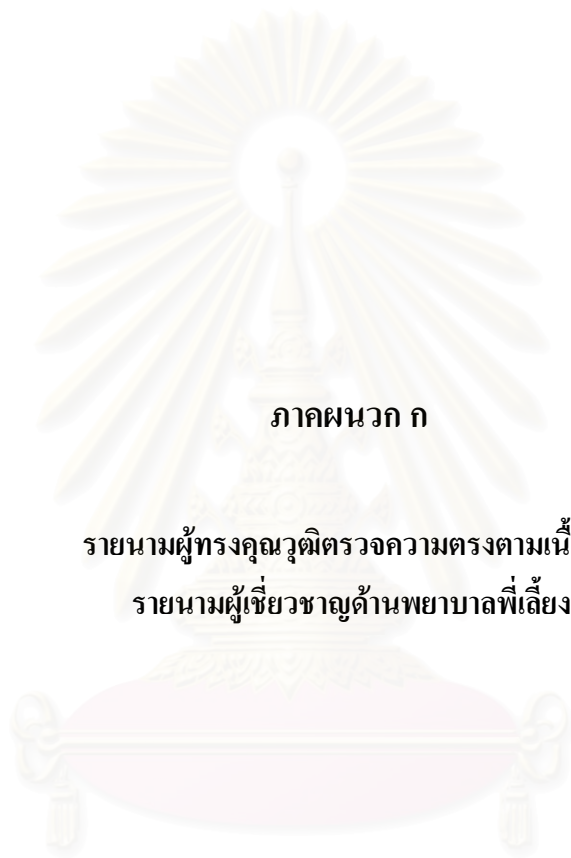 ภาคผนวก ก
รายนามผู้ทรงคุณวุฒิตรวจความตรงตามเนื้
รายนามผู้เชี่ยวชาญด้านพยาบาลพี่เลี้ยง